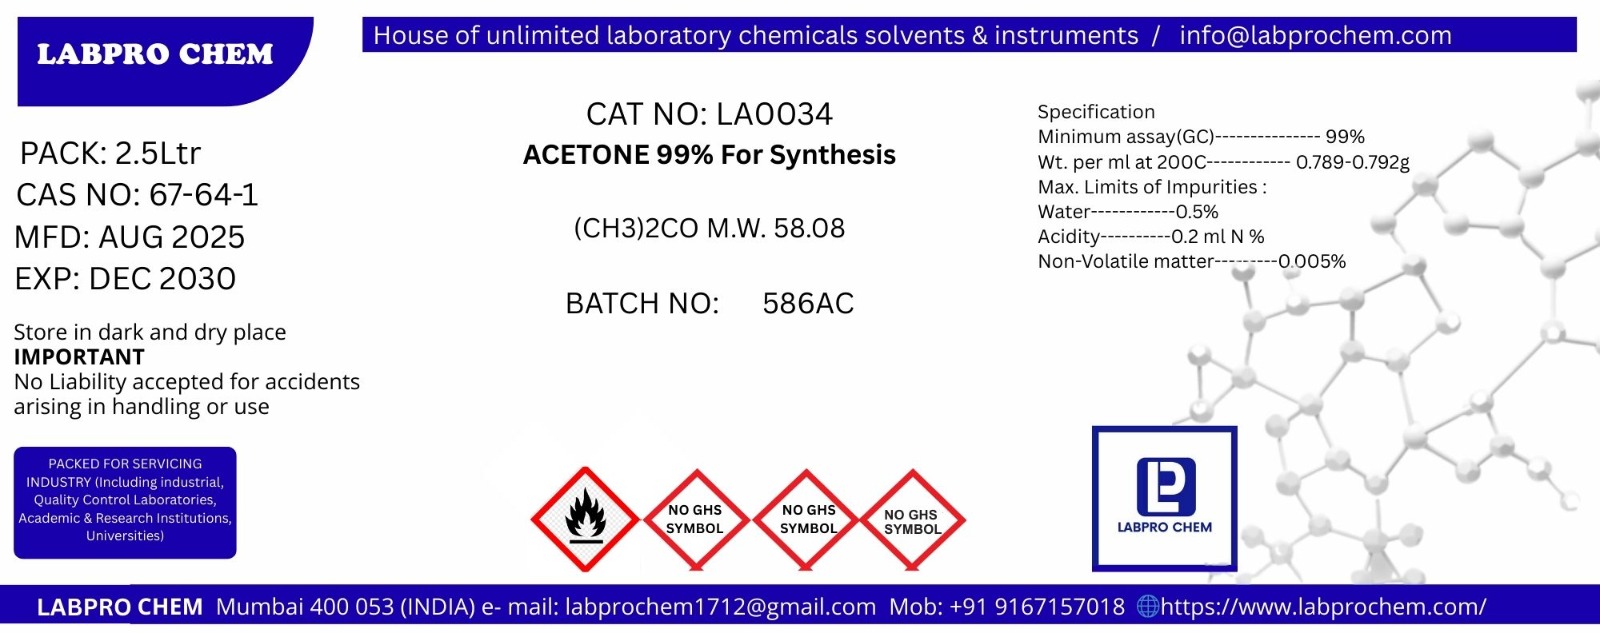 LABPRO CHEM
House of unlimited laboratory chemicals solvents & instruments / info@labprochem.com
PACK: 2.5Ltr
CAS NO: 67-64-1
MFD: AUG 2025
EXP: DEC 2030
Store in dark and dry place
IMPORTANT
No Liability accepted for accidents
arising in handling or use
PACKED FOR SERVICING
INDUSTRY (Including industrial,
Quality Control Laboratories,
Academic & Research Institutions,
Universities)
CAT NO: LA0034
ACETONE 99% For Synthesis
(CH3)2CO M.W. 58.08
BATCH NO: 586AC
NO GHS
SYMBOL
NO GHS
SYMBOL
NO GHS
SYMBOL
Specification
Minimum assay(GC)--------------- 99%
Wt. per ml at 200C------------ 0.789-0.792g
Max. Limits of Impurities :
Water------------0.5%
Acidity----------0.2 ml N %
Non-Volatile matter---------0.005%
LABPRO CHEM
LABPRO CHEM Mumbai 400 053 (INDIA) e- mail: labprochem1712@gmail.com Mob: +91 9167157018 https://www.labprochem.com/